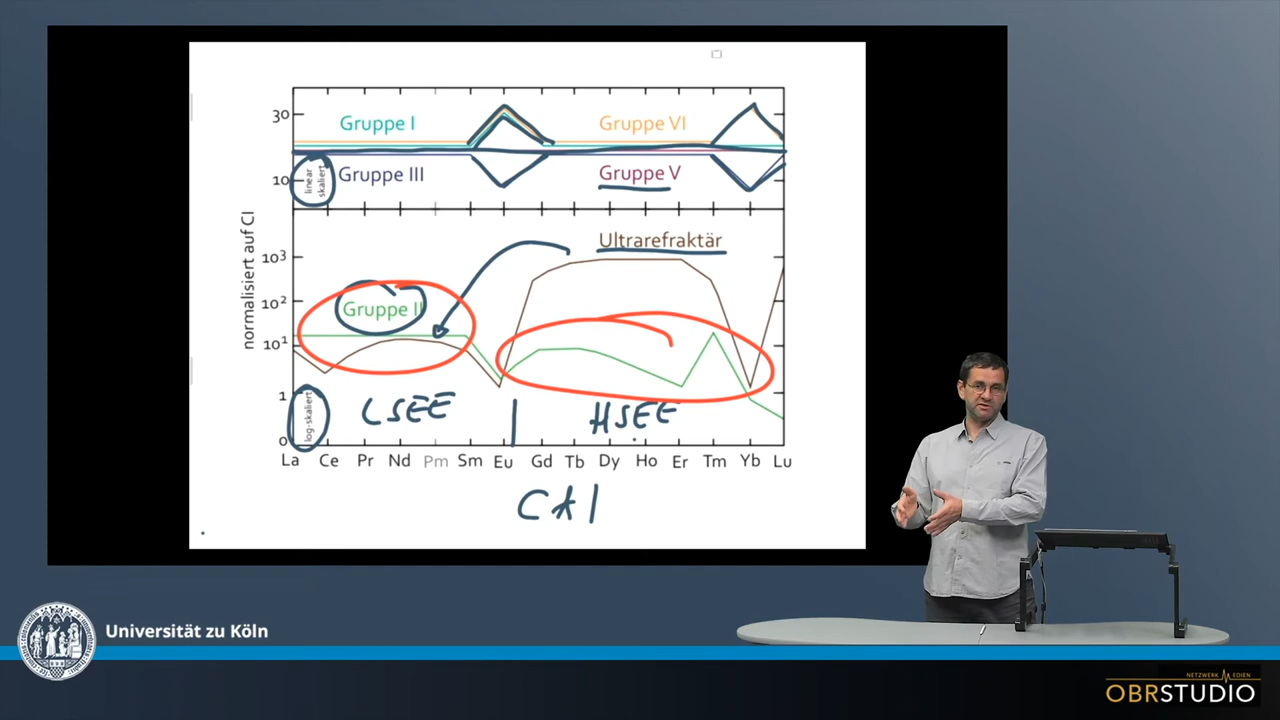 30
Gruppe I
Gruppe VI
10
linear
skaliert
Gruppe III
Gruppe V
normalisiert auf CI
Ultrarefraktär
10³
10²
Gruppe II
10¹
1
log-skaliert
LSEE | HSEE
0
La Ce Pr Nd Pm Sm Eu Gd Tb Dy Ho Er Tm Yb Lu
CAI
Universität zu Köln
NETZWERK MEDIEN
OBRSTUDIO